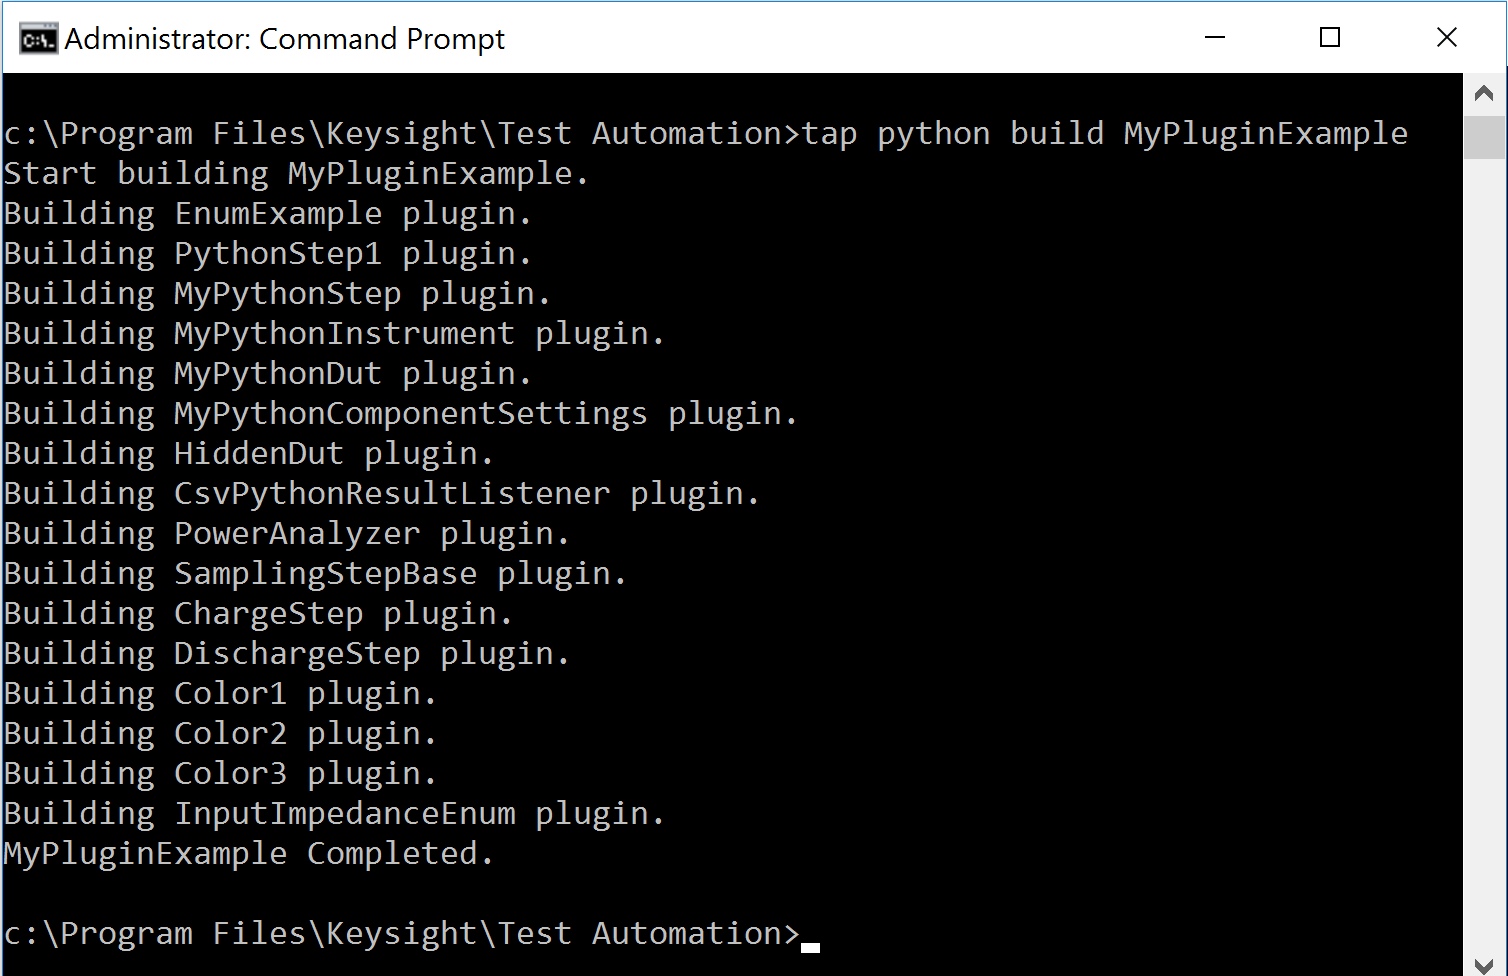 Administrator: Command Prompt
c:\Program Files\Keysight\Test Automation>tap python build MyPluginExample
Start building MyPluginExample.
Building EnumExample plugin.
Building PythonStep1 plugin.
Building MyPythonStep plugin.
Building MyPythonInstrument plugin.
Building MyPythonDut plugin.
Building MyPythonComponentSettings plugin.
Building HiddenDut plugin.
Building CsvPythonResultListener plugin.
Building PowerAnalyzer plugin.
Building SamplingStepBase plugin.
Building ChargeStep plugin.
Building DischargeStep plugin.
Building Color1 plugin.
Building Color2 plugin.
Building Color3 plugin.
Building InputImpedanceEnum plugin.
MyPluginExample Completed.
c:\Program Files\Keysight\Test Automation>